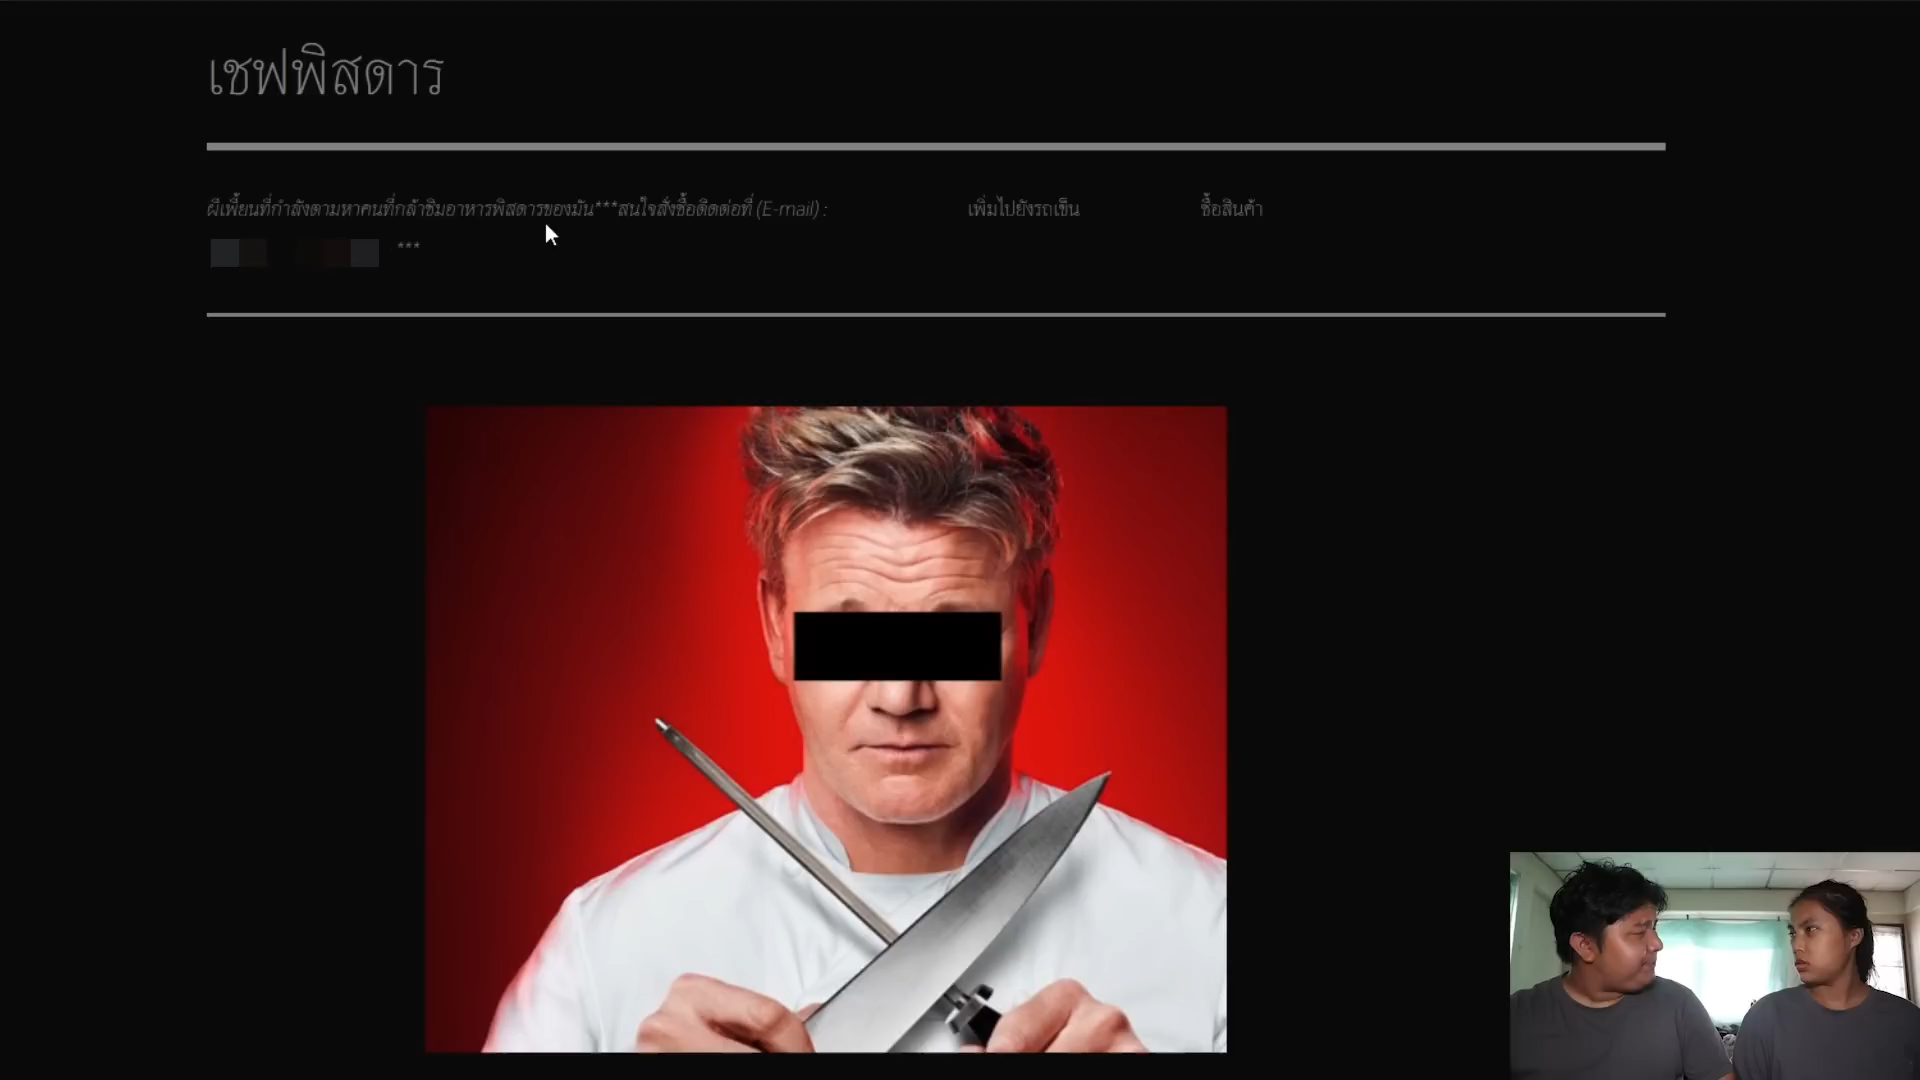 เชฟพิสดาร
ผีเพี้ยนที่กำลังตามหาคนที่กล้าชิมอาหารพิสดารของมัน***สนใจสั่งซื้อติดต่อที่ (E-mail) :
***
เพิ่มไปยังรถเข็น
ซื้อสินค้า